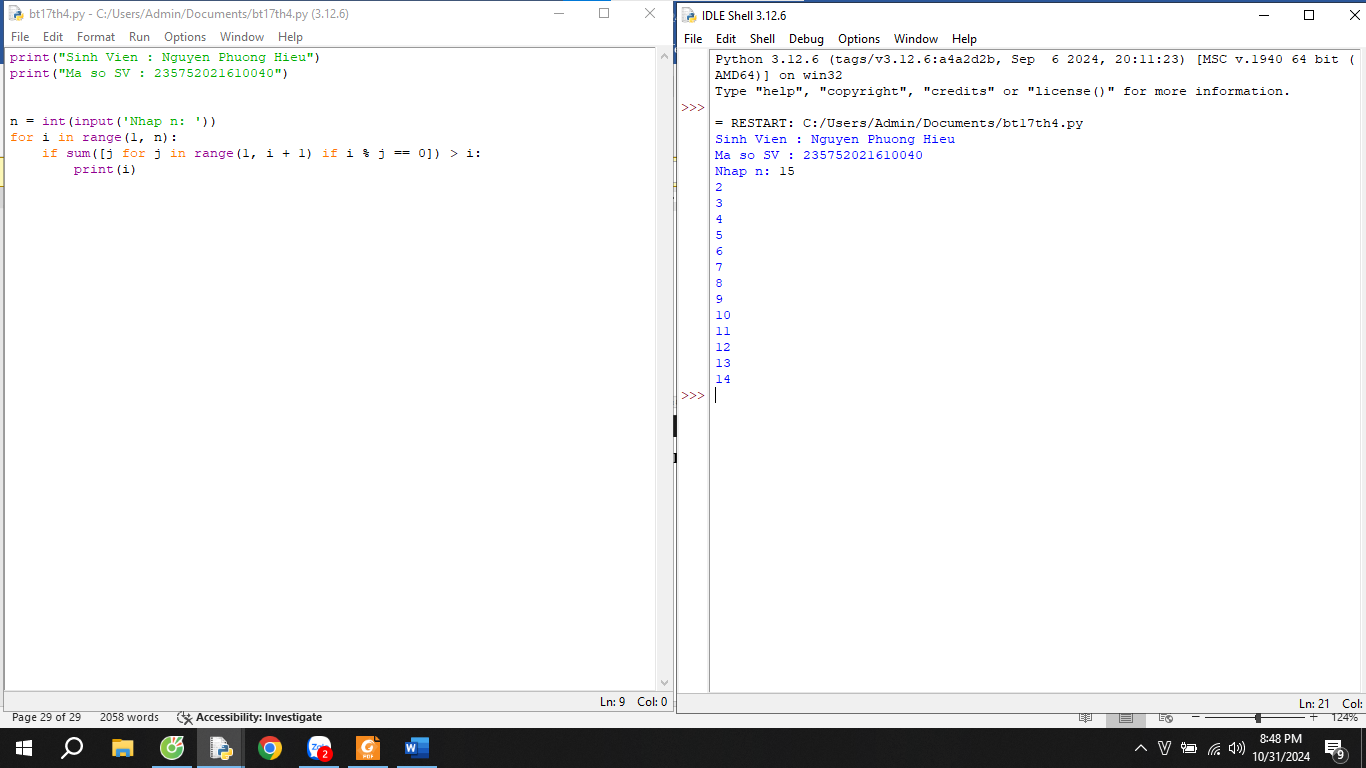 bt17th4.py - C:/Users/Admin/Documents/bt17th4.py (3.12.6)
File Edit Format Run Options Window Help
print("Sinh Vien : Nguyen Phuong Hieu")
print("Ma so SV : 235752021610040")
n = int(input('Nhap n: '))
for i in range(1, n):
    if sum([j for j in range(1, i + 1) if i % j == 0]) > i:
        print(i)
Ln: 9 Col: 0
IDLE Shell 3.12.6
File Edit Shell Debug Options Window Help
Python 3.12.6 (tags/v3.12.6:a4a2d2b, Sep  6 2024, 20:11:23) [MSC v.1940 64 bit (
AMD64)] on win32
Type "help", "copyright", "credits" or "license()" for more information.
>>>
= RESTART: C:/Users/Admin/Documents/bt17th4.py
Sinh Vien : Nguyen Phuong Hieu
Ma so SV : 235752021610040
Nhap n: 15
2
3
4
5
6
7
8
9
10
11
12
13
14
>>>
Ln: 21 Col:
Page 29 of 29 2058 words Accessibility: Investigate
124%
Zalo 2
PDF
W
V
8:48 PM
10/31/2024
9